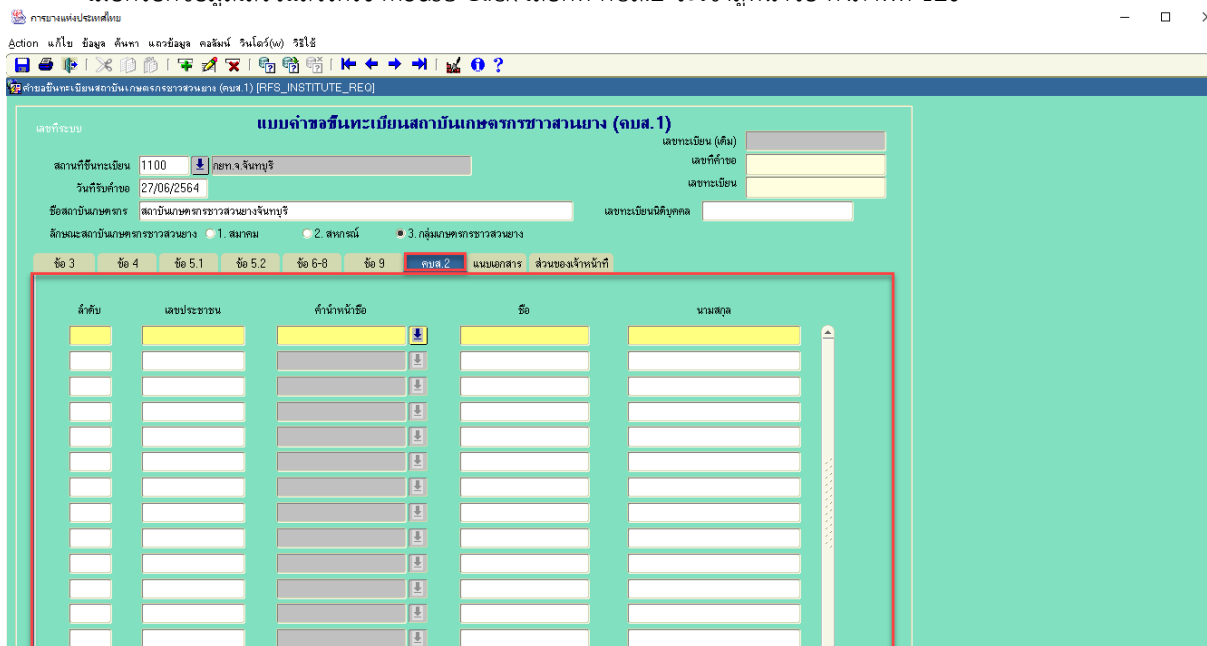 การยางแห่งประเทศไทย
Action แก้ไข ข้อมูล ค้นหา แถวข้อมูล คอลัมน์ วินโดว์(w) วิธีใช้
คำขอขึ้นทะเบียนสถาบันเกษตรกรชาวสวนยาง (คบส.1) [RFS_INSTITUTE_REQ]
เลขที่ระบบ แบบคำขอขึ้นทะเบียนสถาบันเกษตรกรชาวสวนยาง (คบส.1)
เลขทะเบียน (เดิม)
สถานที่ขึ้นทะเบียน 1100 กยท.จ.จันทบุรี เลขที่คำขอ
วันที่รับคำขอ 27/06/2564 เลขทะเบียน
ชื่อสถาบันเกษตรกร สถาบันเกษตรกรชาวสวนยางจันทบุรี เลขทะเบียนนิติบุคคล
ลักษณะสถาบันเกษตรกรชาวสวนยาง 1. สมาคม 2. สหกรณ์ 3. กลุ่มเกษตรกรชาวสวนยาง
ข้อ 3 ข้อ 4 ข้อ 5.1 ข้อ 5.2 ข้อ 6-8 ข้อ 9 คบส.2 แนบเอกสาร ส่วนของเจ้าหน้าที่
ลำดับ เลขประชาชน คำนำหน้าชื่อ ชื่อ นามสกุล